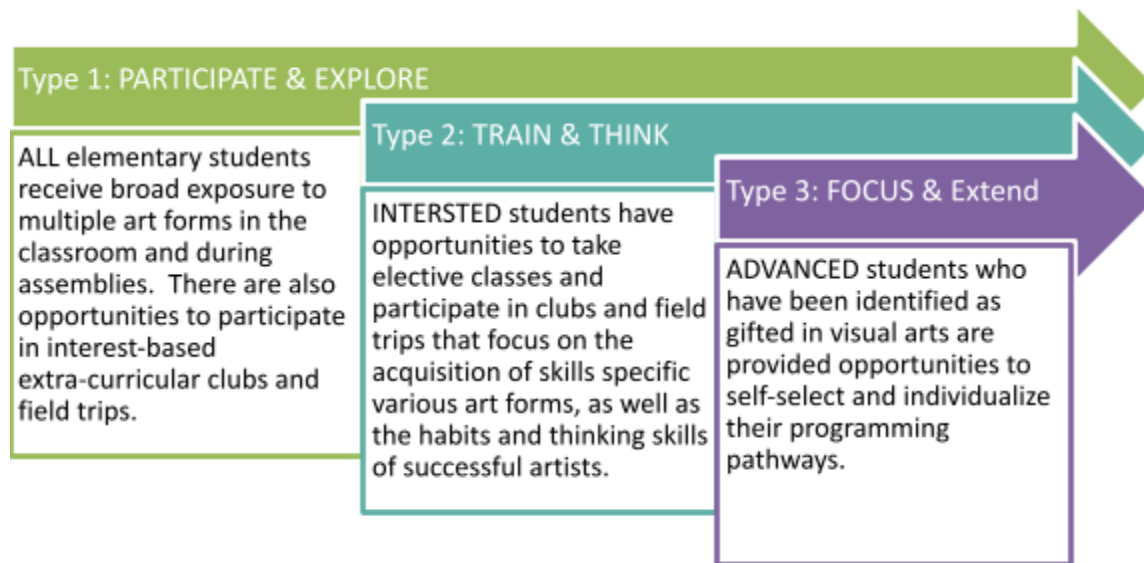 Type 1: PARTICIPATE & EXPLORE
ALL elementary students
receive broad exposure to
multiple art forms in the
classroom and during
assemblies.  There are also
opportunities to participate
in interest-based
extra-curricular clubs and
field trips.
Type 2: TRAIN & THINK
INTERSTED students have
opportunities to take
elective classes and
participate in clubs and field
trips that focus on the
acquisition of skills specific
various art forms, as well as
the habits and thinking skills
of successful artists.
Type 3: FOCUS & Extend
ADVANCED students who
have been identified as
gifted in visual arts are
provided opportunities to
self-select and individualize
their programming
pathways.